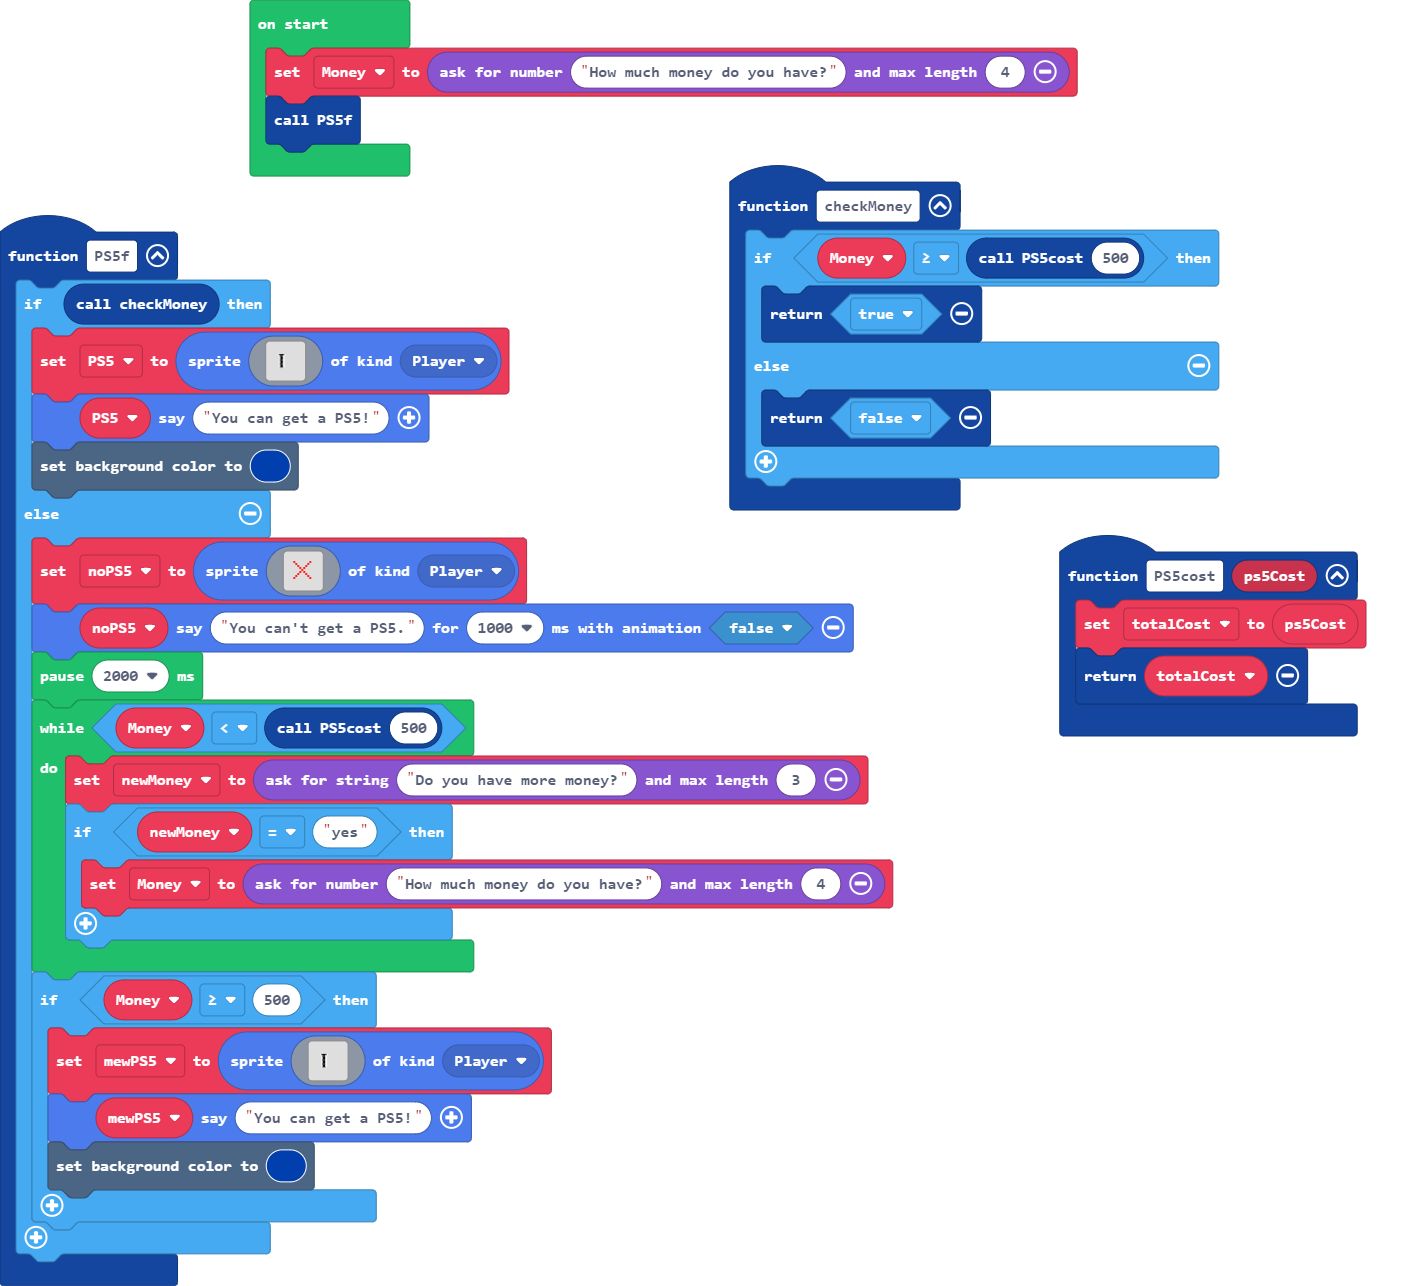 on start
set Money to ask for number "How much money do you have?" and max length 4
call PS5f
function checkMoney
if Money ≥ call PS5cost 500 then
return true
else
return false
function PS5f
if call checkMoney then
set PS5 to sprite of kind Player
PS5 say "You can get a PS5!"
set background color to
else
set noPS5 to sprite of kind Player
noPS5 say "You can't get a PS5." for 1000 ms with animation false
pause 2000 ms
while Money < call PS5cost 500
do set newMoney to ask for string "Do you have more money?" and max length 3
if newMoney = "yes" then
set Money to ask for number "How much money do you have?" and max length 4
if Money ≥ 500 then
set mewPS5 to sprite of kind Player
mewPS5 say "You can get a PS5!"
set background color to
function PS5cost ps5Cost
set totalCost to ps5Cost
return totalCost